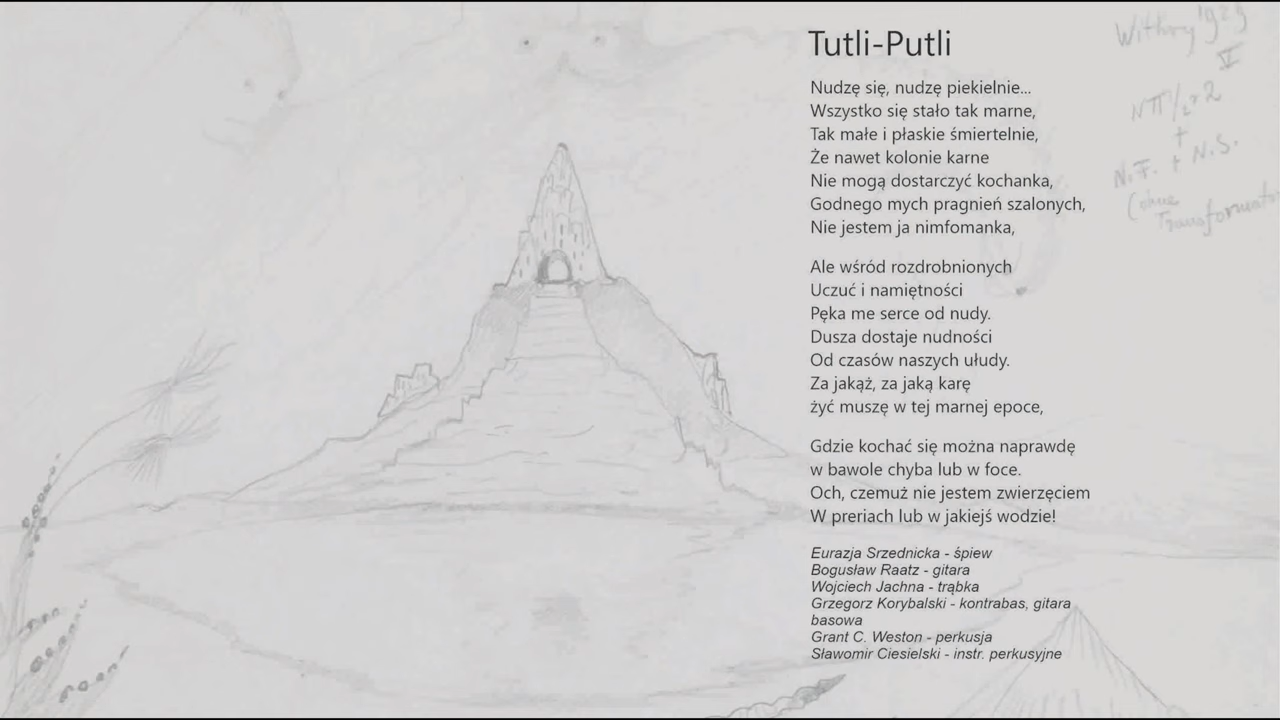 Tutli-Putli
Nudzę się, nudzę piekielnie...
Wszystko się stało tak marne,
Tak małe i płaskie śmiertelnie,
Że nawet kolonie karne
Nie mogą dostarczyć kochanka,
Godnego mych pragnień szalonych,
Nie jestem ja nimfomanka,
Ale wśród rozdrobnionych
Uczuć i namiętności
Pęka me serce od nudy.
Dusza dostaje nudności
Od czasów naszych ułudy.
Za jakąż, za jaką karę
żyć muszę w tej marnej epoce,
Gdzie kochać się można naprawdę
w bawole chyba lub w foce.
Och, czemuż nie jestem zwierzęciem
W preriach lub w jakiejś wodzie!
Eurazja Srzednicka - śpiew
Bogusław Raatz - gitara
Wojciech Jachna - trąbka
Grzegorz Korybalski - kontrabas, gitara
basowa
Grant C. Weston - perkusja
Sławomir Ciesielski - instr. perkusyjne
V
+
N.F. + N.S.